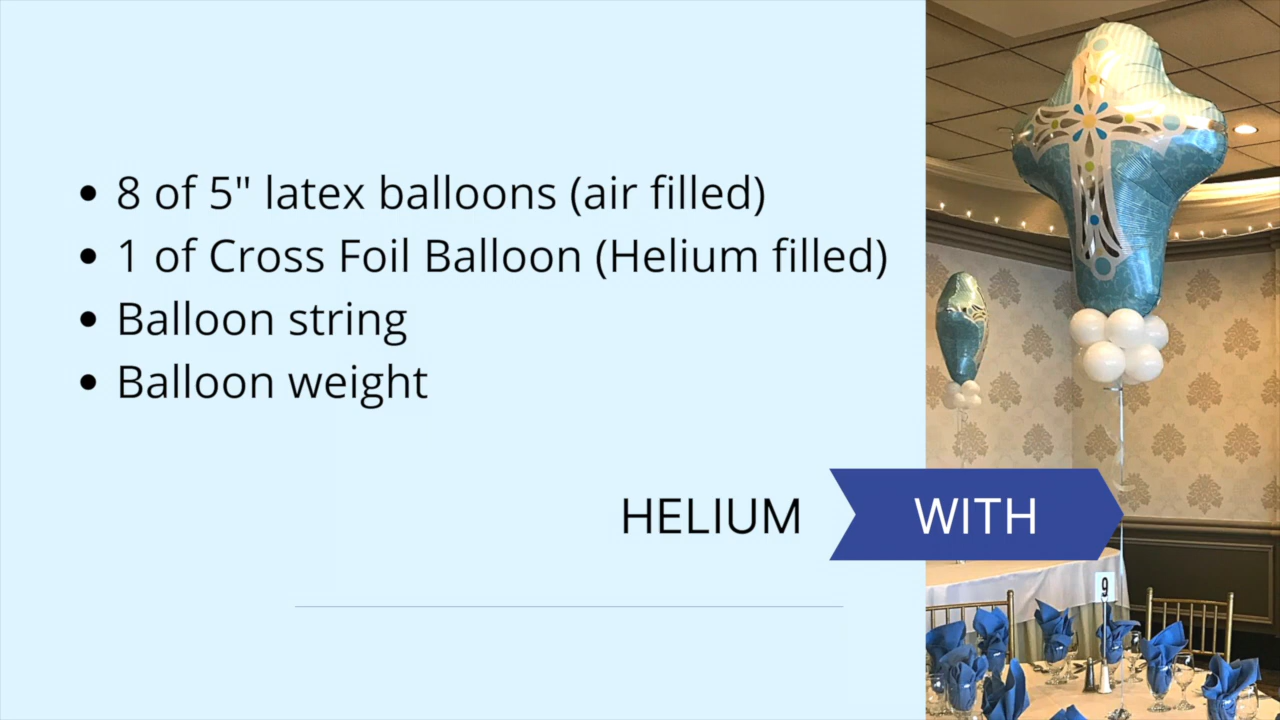 8 of 5" latex balloons (air filled)
1 of Cross Foil Balloon (Helium filled)
Balloon string
Balloon weight
HELIUM WITH
9